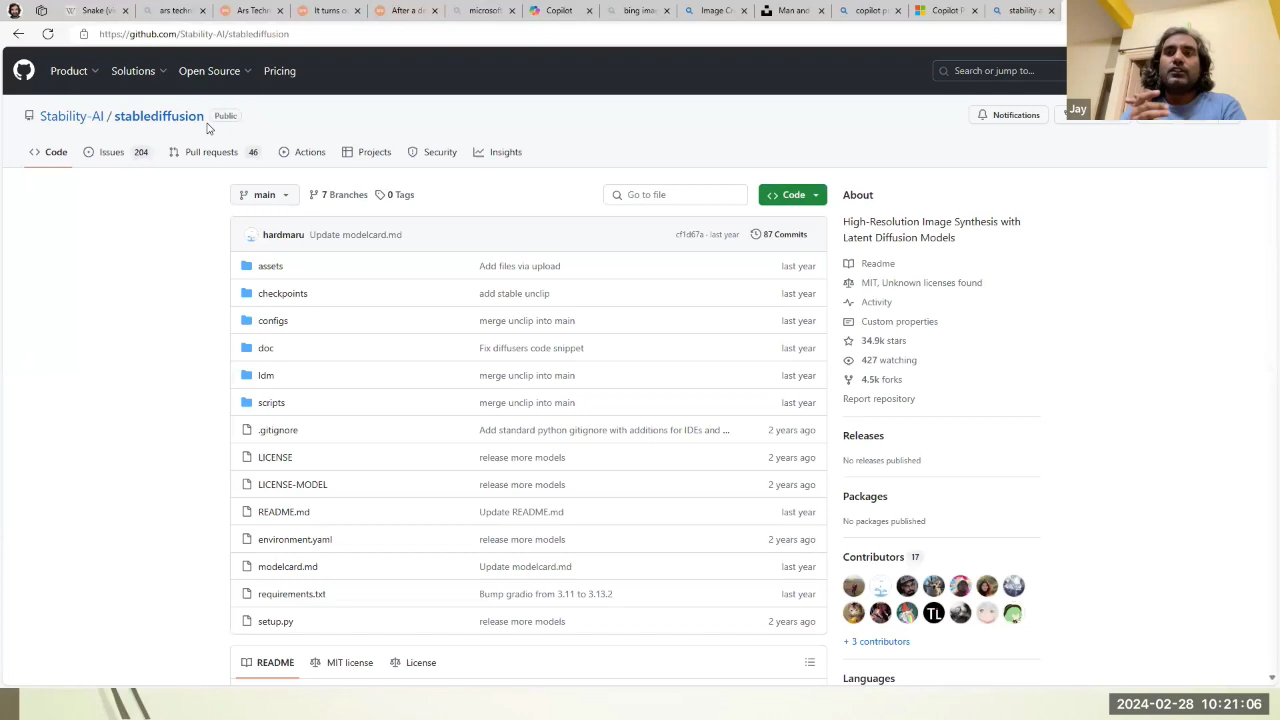 Snake (vi
ars techn
Ars Techn
It turns o
After a de
microsoft
Copilot
bing imag
Image Cr
Man and
copilot p
Copilot P
stability a
https://github.com/Stability-AI/stablediffusion
Product
Solutions
Open Source
Pricing
Search or jump to...
Jay
Stability-AI / stablediffusion Public
Notifications
Code
Issues 204
Pull requests 46
Actions
Projects
Security
Insights
main
7 Branches
0 Tags
Go to file
Code
hardmaru Update modelcard.md cf1d67a · last year 87 Commits
assets Add files via upload last year
checkpoints add stable unclip last year
configs merge unclip into main last year
doc Fix diffusers code snippet last year
ldm merge unclip into main last year
scripts merge unclip into main last year
.gitignore Add standard python gitignore with additions for IDEs and ... 2 years ago
LICENSE release more models 2 years ago
LICENSE-MODEL release more models 2 years ago
README.md Update README.md last year
environment.yaml release more models 2 years ago
modelcard.md Update modelcard.md last year
requirements.txt Bump gradio from 3.11 to 3.13.2 last year
setup.py release more models 2 years ago
README
MIT license
License
About
High-Resolution Image Synthesis with
Latent Diffusion Models
Readme
MIT, Unknown licenses found
Activity
Custom properties
34.9k stars
427 watching
4.5k forks
Report repository
Releases
No releases published
Packages
No packages published
Contributors 17
TL
+ 3 contributors
Languages
2024-02-28 10:21:06